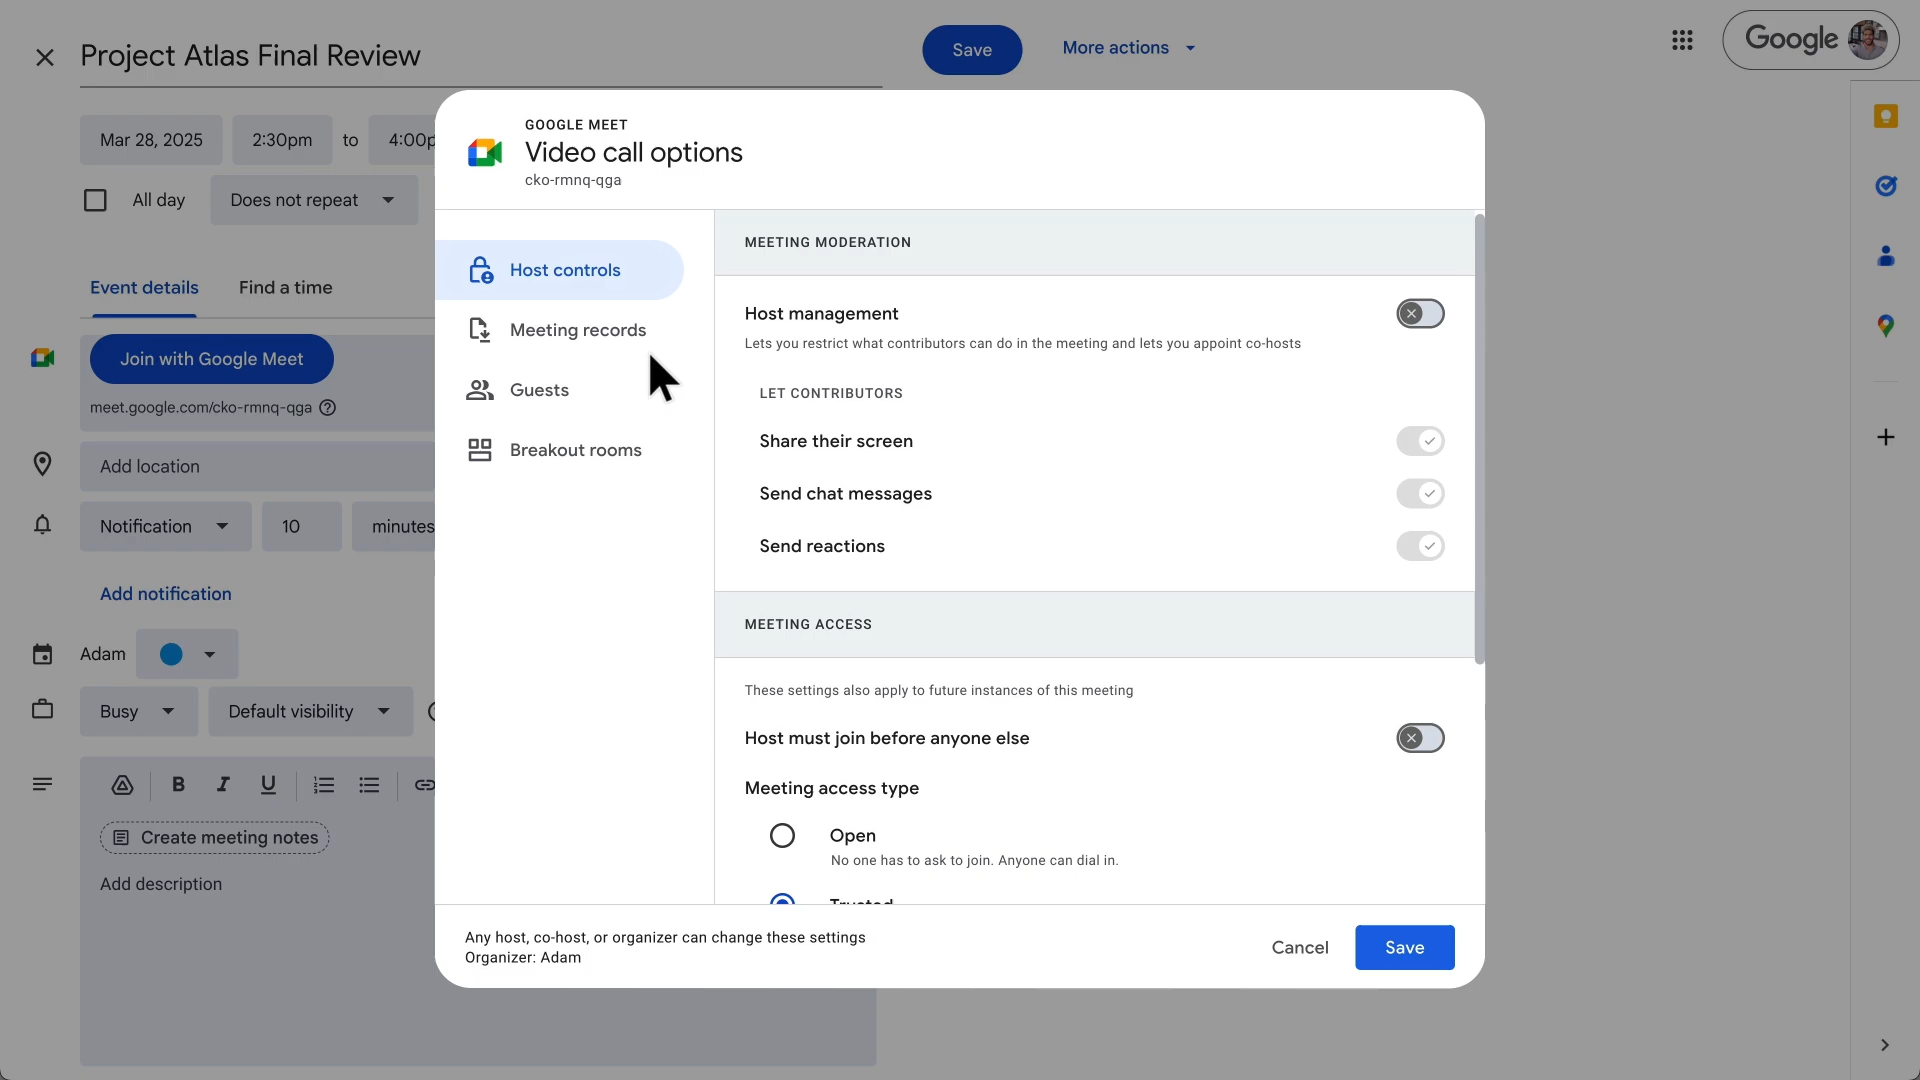 Project Atlas Final Review
Save
More actions
Google
Mar 28, 2025
2:30pm
to
4:00p
All day
Does not repeat
Event details
Find a time
Join with Google Meet
meet.google.com/cko-rmnq-qga
Add location
Notification
10
minutes
Add notification
Adam
Busy
Default visibility
B
I
U
Create meeting notes
Add description
GOOGLE MEET
Video call options
cko-rmnq-qga
Host controls
Meeting records
Guests
Breakout rooms
MEETING MODERATION
Host management
Lets you restrict what contributors can do in the meeting and lets you appoint co-hosts
LET CONTRIBUTORS
Share their screen
Send chat messages
Send reactions
MEETING ACCESS
These settings also apply to future instances of this meeting
Host must join before anyone else
Meeting access type
Open
No one has to ask to join. Anyone can dial in.
Trusted
Any host, co-host, or organizer can change these settings
Organizer: Adam
Cancel
Save